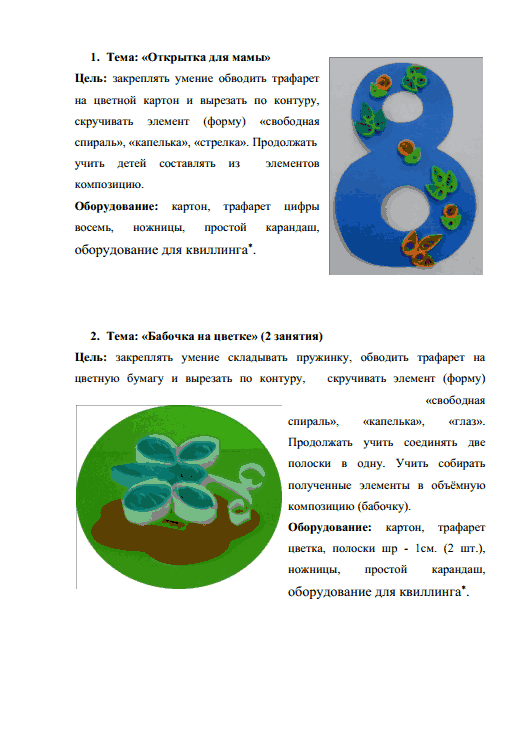 1. Тема: «Открытка для мамы»
Цель: закреплять умение обводить трафарет
на цветной картон и вырезать по контуру,
скручивать элемент (форму) «свободная
спираль», «капелька», «стрелка». Продолжать
учить детей составлять из элементов
композицию.
Оборудование: картон, трафарет цифры
восемь, ножницы, простой карандаш,
оборудование для квиллинга*.
2. Тема: «Бабочка на цветке» (2 занятия)
Цель: закреплять умение складывать пружинку, обводить трафарет на
цветную бумагу и вырезать по контуру, скручивать элемент (форму)
«свободная
спираль», «капелька», «глаз».
Продолжать учить соединять две
полоски в одну. Учить собирать
полученные элементы в объёмную
композицию (бабочку).
Оборудование: картон, трафарет
цветка, полоски шр - 1см. (2 шт.),
ножницы, простой карандаш,
оборудование для квиллинга*.